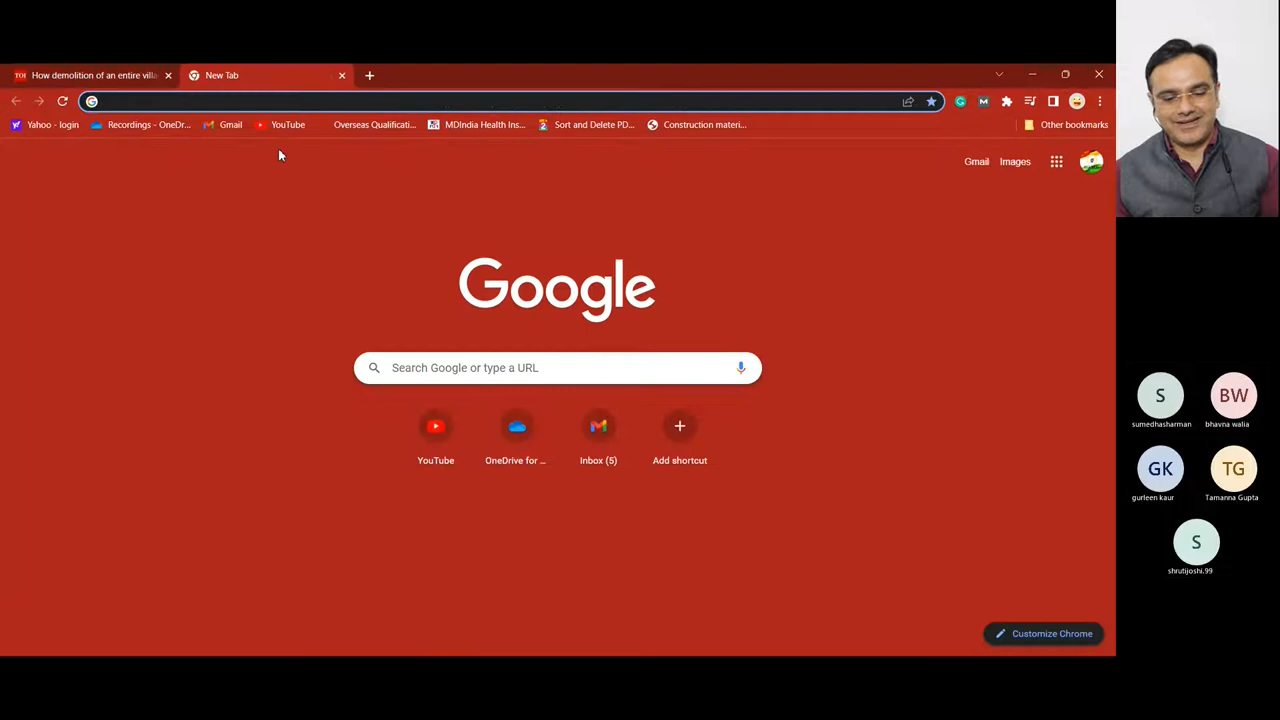 TOI How demolition of an entire villa
New Tab
Yahoo - login
Recordings - OneDr...
Gmail
YouTube
Overseas Qualificati...
MDIndia Health Ins...
Sort and Delete PD...
Construction materi...
Other bookmarks
Gmail Images
Google
Search Google or type a URL
YouTube
OneDrive for ...
Inbox (5)
Add shortcut
Customize Chrome
S
sumedhasharman
BW
bhavna walia
GK
gurleen kaur
TG
Tamanna Gupta
S
shrutijoshi.99